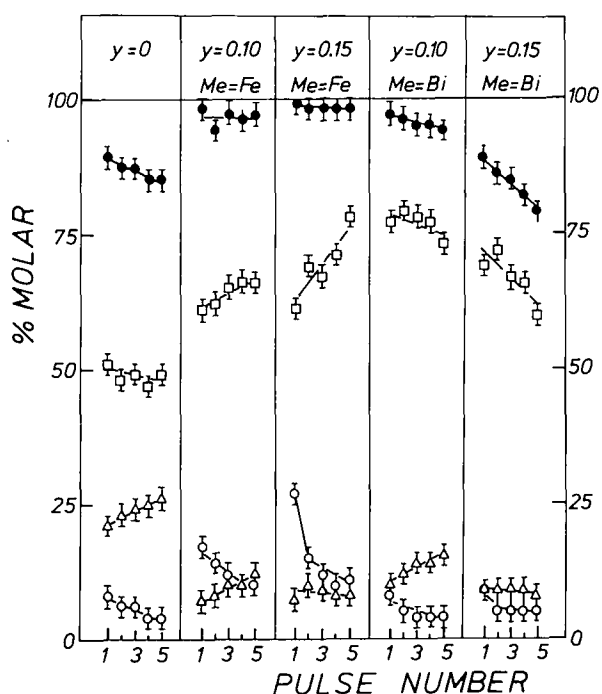 y=0 y=0.10 y=0.15 y=0.10 y=0.15
Me=Fe Me=Fe Me=Bi Me=Bi
100 100
75 75
50 50
25 25
0 0
% MOLAR
1 3 5 1 3 5 1 3 5 1 3 5 1 3 5
PULSE NUMBER